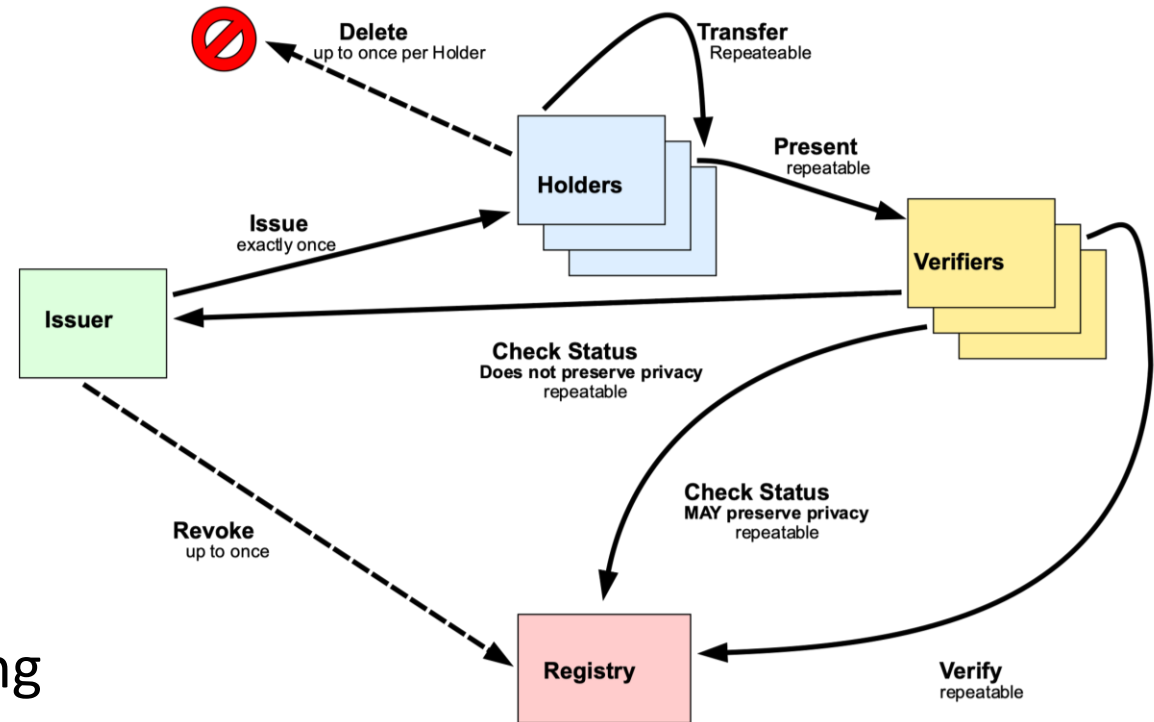 Delete
up to once per Holder
Transfer
Repeateable
Present
repeatable
Holders
Issue
exactly once
Verifiers
Issuer
Check Status
Does not preserve privacy
repeatable
Check Status
MAY preserve privacy
repeatable
Revoke
up to once
Registry
Verify
repeatable